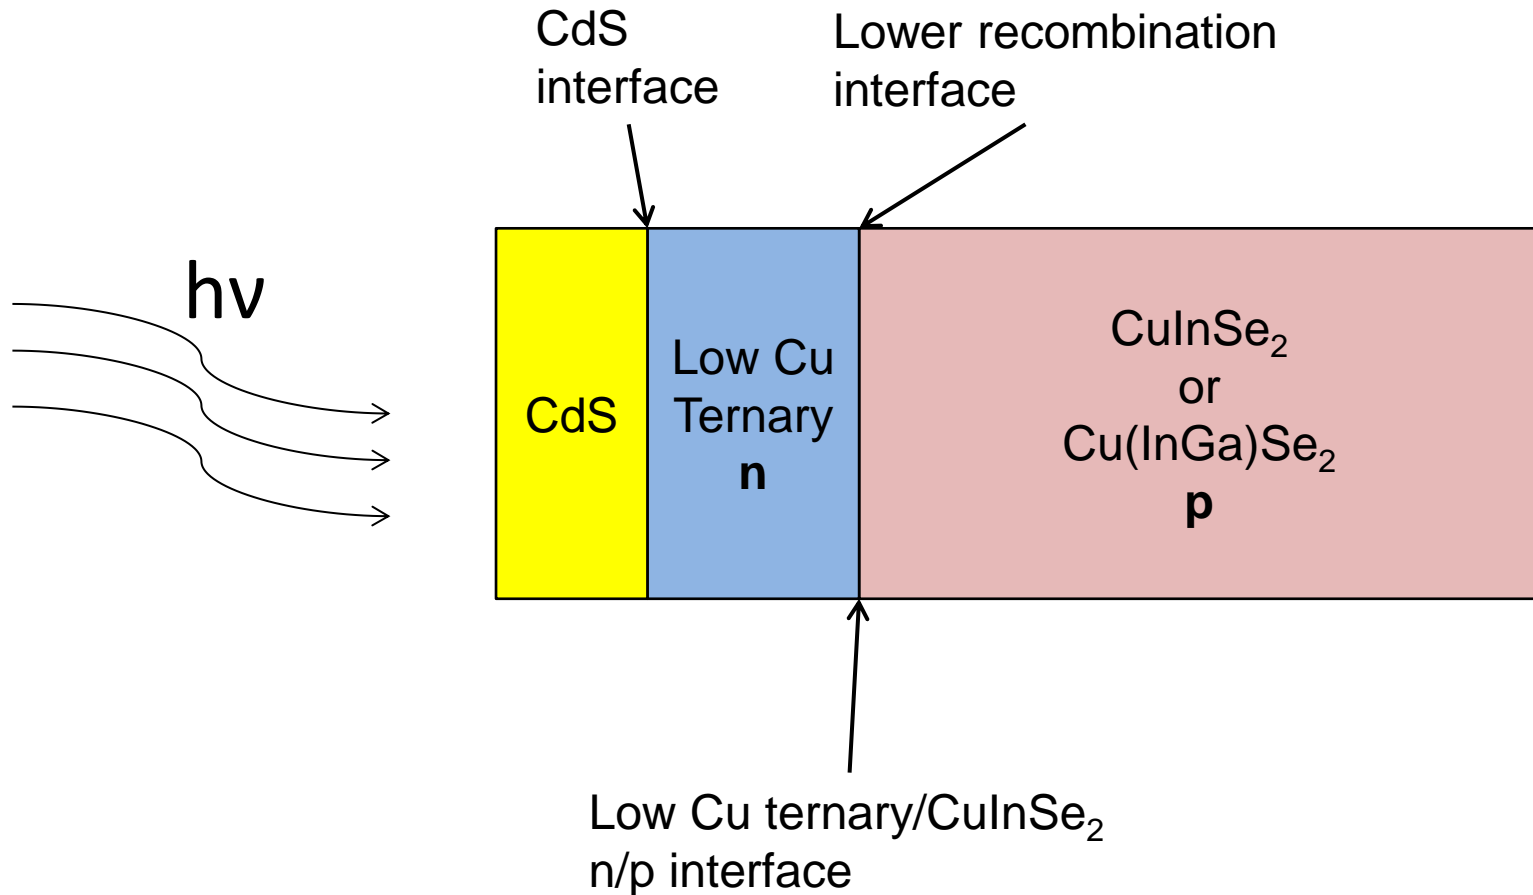 CdS
interface
Lower recombination
interface
hν
CdS
Low Cu
Ternary
n
CuInSe₂
or
Cu(InGa)Se₂
p
Low Cu ternary/CuInSe₂
n/p interface